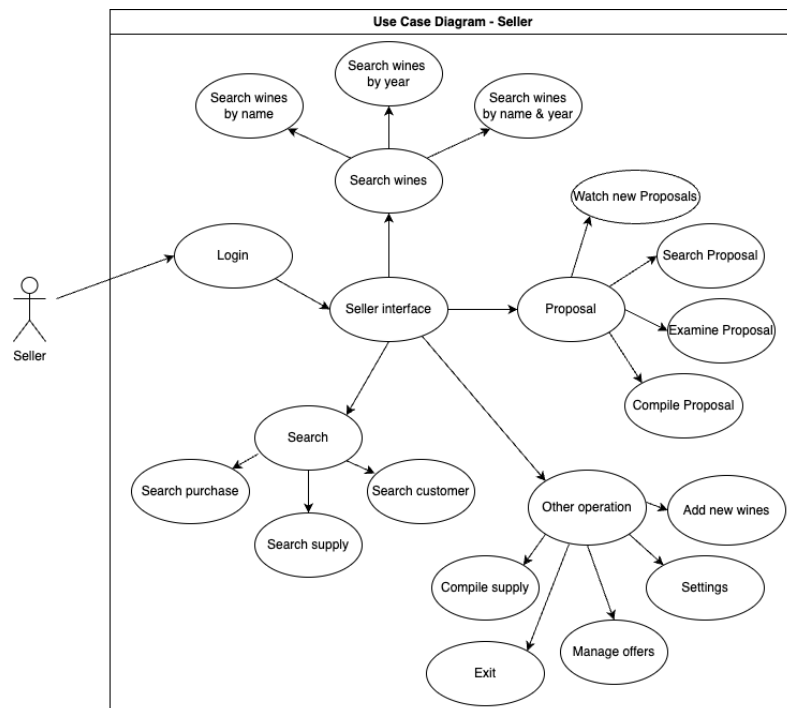 Use Case Diagram - Seller
Search wines
by year
Search wines
by name
Search wines
by name & year
Search wines
Watch new Proposals
Login
Search Proposal
Seller interface
Proposal
Examine Proposal
Seller
Compile Proposal
Search
Search purchase
Search customer
Search supply
Other operation
Add new wines
Compile supply
Settings
Manage offers
Exit